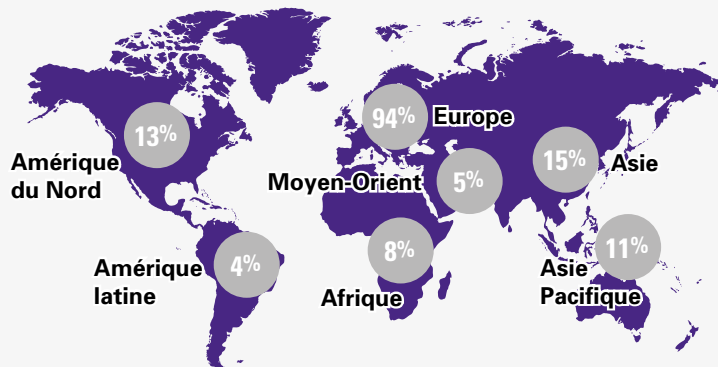 94%
Europe
13%
Amérique
du Nord
15%
Asie
Moyen-Orient
5%
Amérique
latine
4%
8%
Afrique
11%
Asie
Pacifique